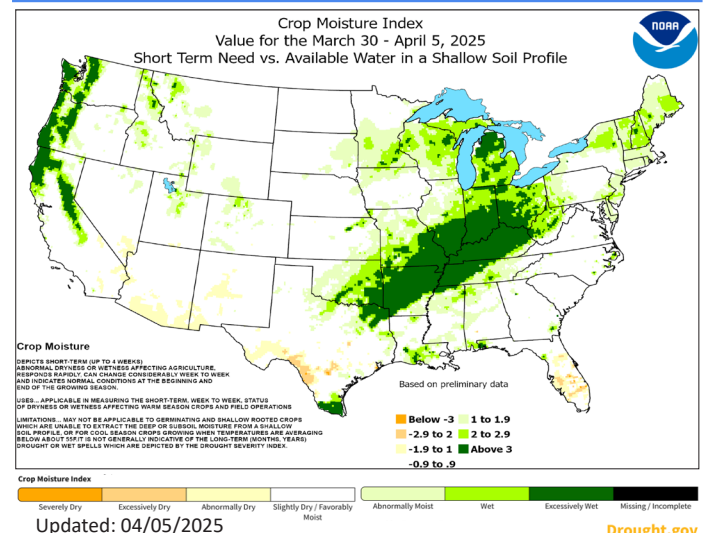 Crop Moisture Index
Value for the March 30 - April 5, 2025
Short Term Need vs. Available Water in a Shallow Soil Profile
NOAA
Crop Moisture
DEPICTS SHORT-TERM (UP TO 4 WEEKS)
ABNORMAL DRYNESS OR WETNESS AFFECTING AGRICULTURE,
RESPONDS RAPIDLY, CAN CHANGE CONSIDERABLY WEEK TO WEEK
AND INDICATES NORMAL CONDITIONS AT THE BEGINNING AND
END OF THE GROWING SEASON.
USES... APPLICABLE IN MEASURING THE SHORT-TERM, WEEK TO WEEK, STATUS
OF DRYNESS OR WETNESS AFFECTING WARM SEASON CROPS AND FIELD OPERATIONS
LIMITATIONS... MAY NOT BE APPLICABLE TO GERMINATING AND SHALLOW ROOTED CROPS
WHICH ARE UNABLE TO EXTRACT THE DEEP OR SUBSOIL MOISTURE FROM A SHALLOW
SOIL PROFILE, OR FOR COOL SEASON CROPS GROWING WHEN TEMPERATURES ARE AVERAGING
BELOW ABOUT 55F. IT IS NOT GENERALLY INDICATIVE OF THE LONG-TERM (MONTHS, YEARS)
DROUGHT OR WET SPELLS WHICH ARE DEPICTED BY THE DROUGHT SEVERITY INDEX.
Based on preliminary data
Below -3 1 to 1.9
-2.9 to 2 2 to 2.9
-1.9 to 1 Above 3
-0.9 to .9
Crop Moisture Index
Severely Dry Excessively Dry Abnormally Dry Slightly Dry / Favorably Moist Abnormally Moist Wet Excessively Wet Missing / Incomplete
Updated: 04/05/2025
Drought.gov